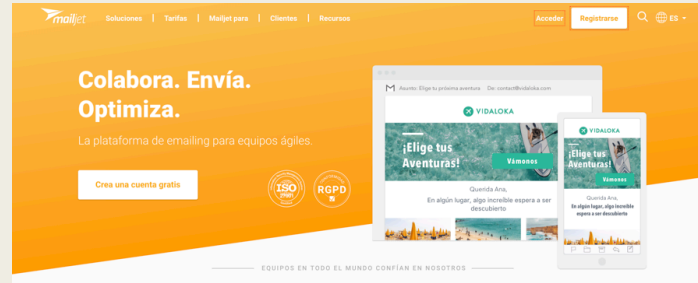 mailjet
Soluciones | Tarifas | Mailjet para | Clientes | Recursos
Acceder
Registrarse
ES
Colabora. Envía.
Optimiza.
La plataforma de emailing para equipos ágiles.
Crea una cuenta gratis
ISO
27001
RGPD
Asunto: Elige tu próxima aventura De: contact@vidaloka.com
VIDALOKA
¡Elige tus
Aventuras!
Vámonos
Querida Ana,
En algún lugar, algo increíble espera a ser
descubierto
VIDALOKA
¡Elige tus
Aventuras!
Vámonos
Querida Ana,
En algún lugar, algo increíble
espera a ser descubierto
EQUIPOS EN TODO EL MUNDO CONFÍAN EN NOSOTROS